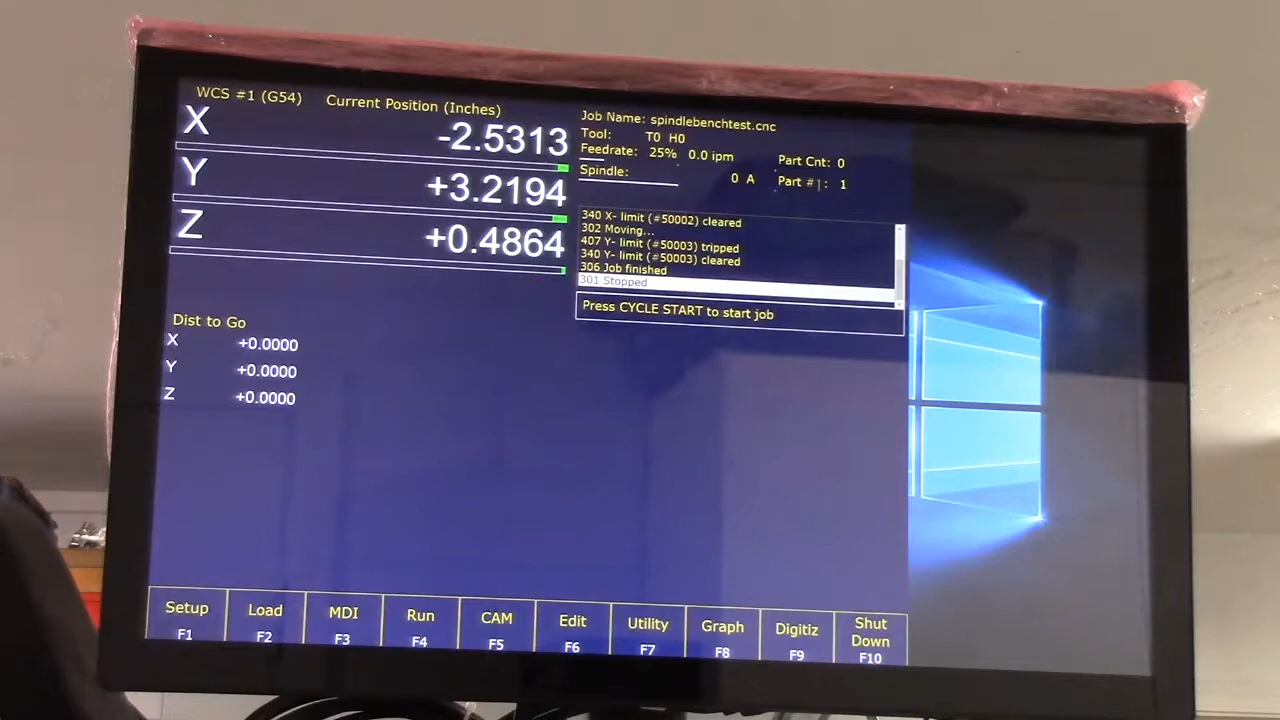 WCS #1 (G54) Current Position (Inches)
X -2.5313
Y +3.2194
Z +0.4864
Job Name: spindlebenchtest.cnc
Tool: T0 H0
Feedrate: 25% 0.0 ipm Part Cnt: 0
Spindle: 0 A Part #: 1
340 X- limit (#50002) cleared
302 Moving...
407 Y- limit (#50003) tripped
340 Y- limit (#50003) cleared
306 Job finished
301 Stopped
Press CYCLE START to start job
Dist to Go
X +0.0000
Y +0.0000
Z +0.0000
Setup F1
Load F2
MDI F3
Run F4
CAM F5
Edit F6
Utility F7
Graph F8
Digitiz F9
Shut Down F10